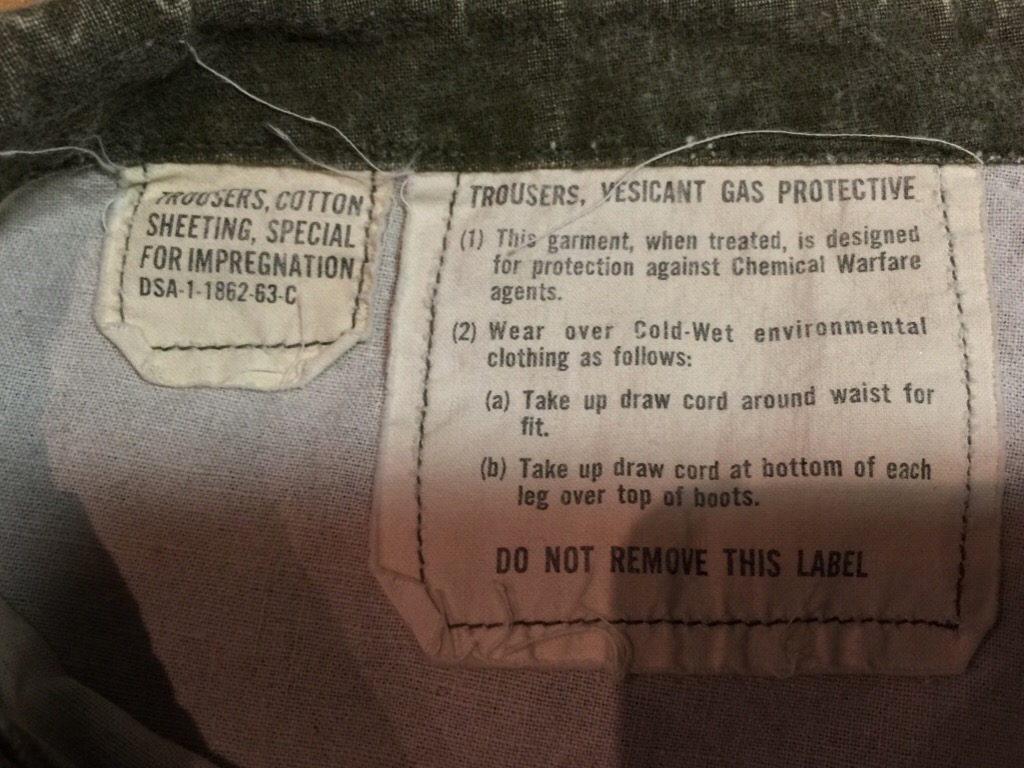 TROUSERS, COTTON
SHEETING, SPECIAL
FOR IMPREGNATION
DSA-1-1862-63-C
TROUSERS, VESICANT GAS PROTECTIVE
(1) This garment, when treated, is designed
for protection against Chemical Warfare
agents.
(2) Wear over Cold-Wet environmental
clothing as follows:
(a) Take up draw cord around waist for
fit.
(b) Take up draw cord at bottom of each
leg over top of boots.
DO NOT REMOVE THIS LABEL